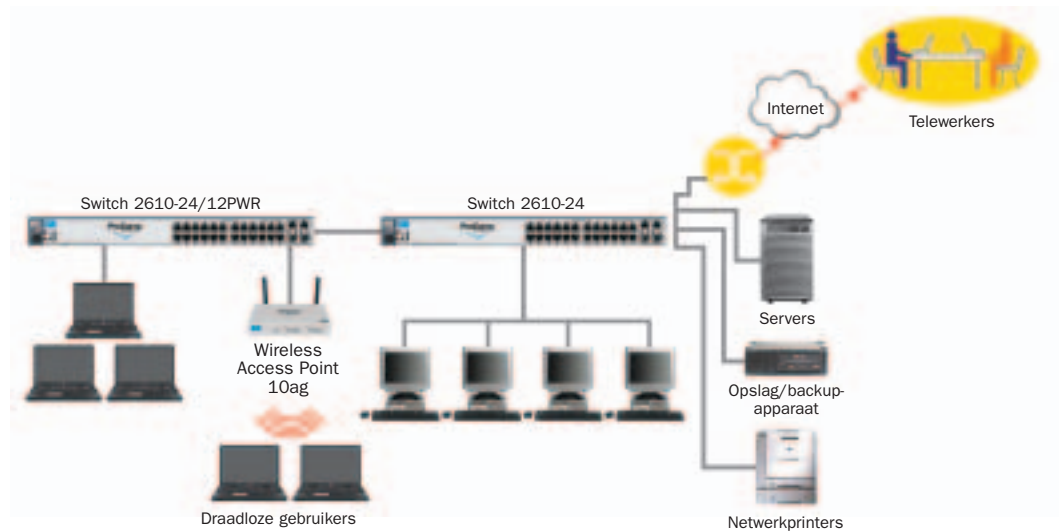 Internet
Telewerkers
Switch 2610-24/12PWR
Switch 2610-24
Servers
Wireless
Access Point
10ag
Opslag/backup-
apparaat
Draadloze gebruikers
Netwerkprinters